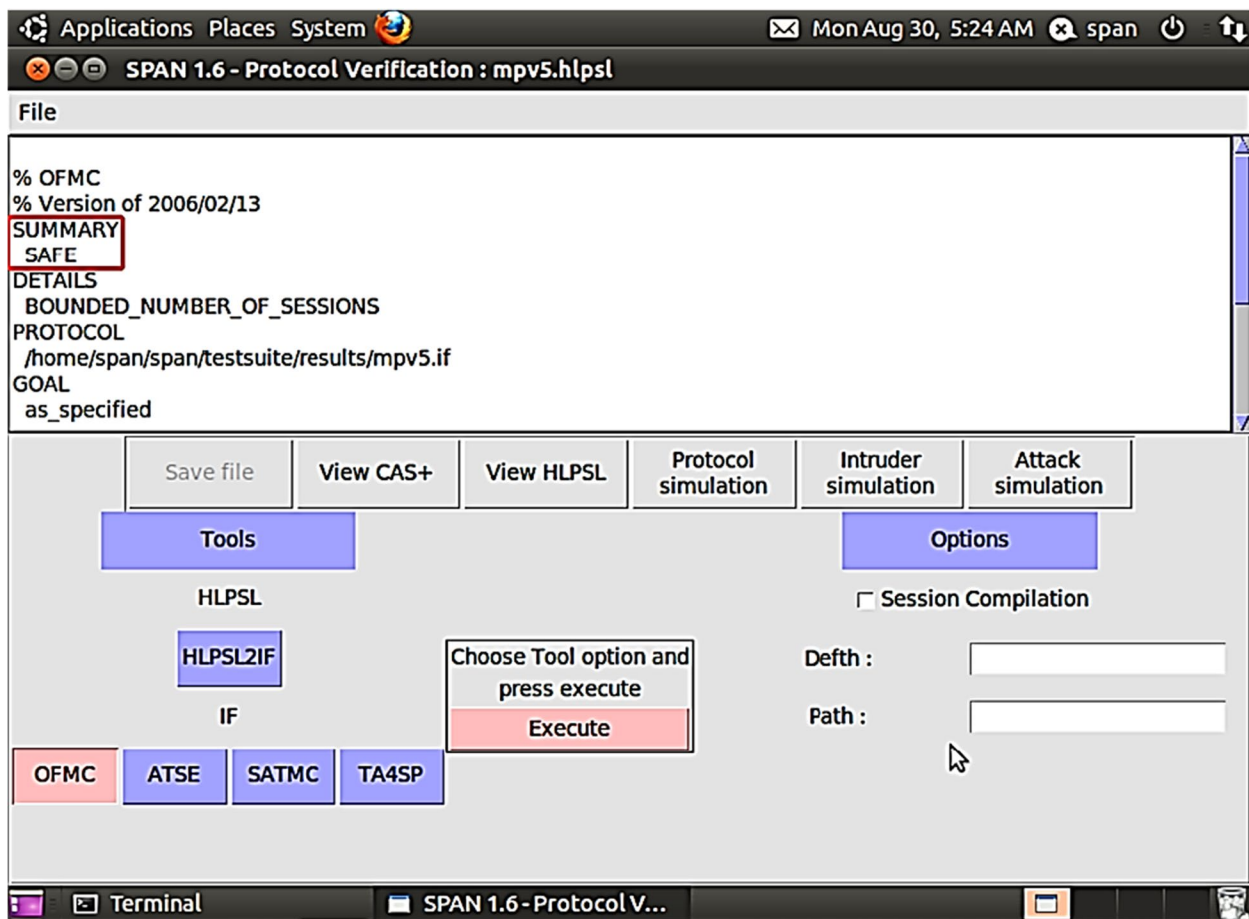 Applications Places System Mon Aug 30, 5:24 AM span
SPAN 1.6 - Protocol Verification : mpv5.hlpsl
File
% OFMC
% Version of 2006/02/13
SUMMARY
SAFE
DETAILS
BOUNDED_NUMBER_OF_SESSIONS
PROTOCOL
/home/span/span/testsuite/results/mpv5.if
GOAL
as_specified
Save file View CAS+ View HLPSL Protocol simulation Intruder simulation Attack simulation
Tools Options
HLPSL
Session Compilation
HLPSL2IF
Choose Tool option and
press execute
Defth :
IF
Execute
Path :
OFMC ATSE SATMC TA4SP
Terminal SPAN 1.6 - Protocol V...